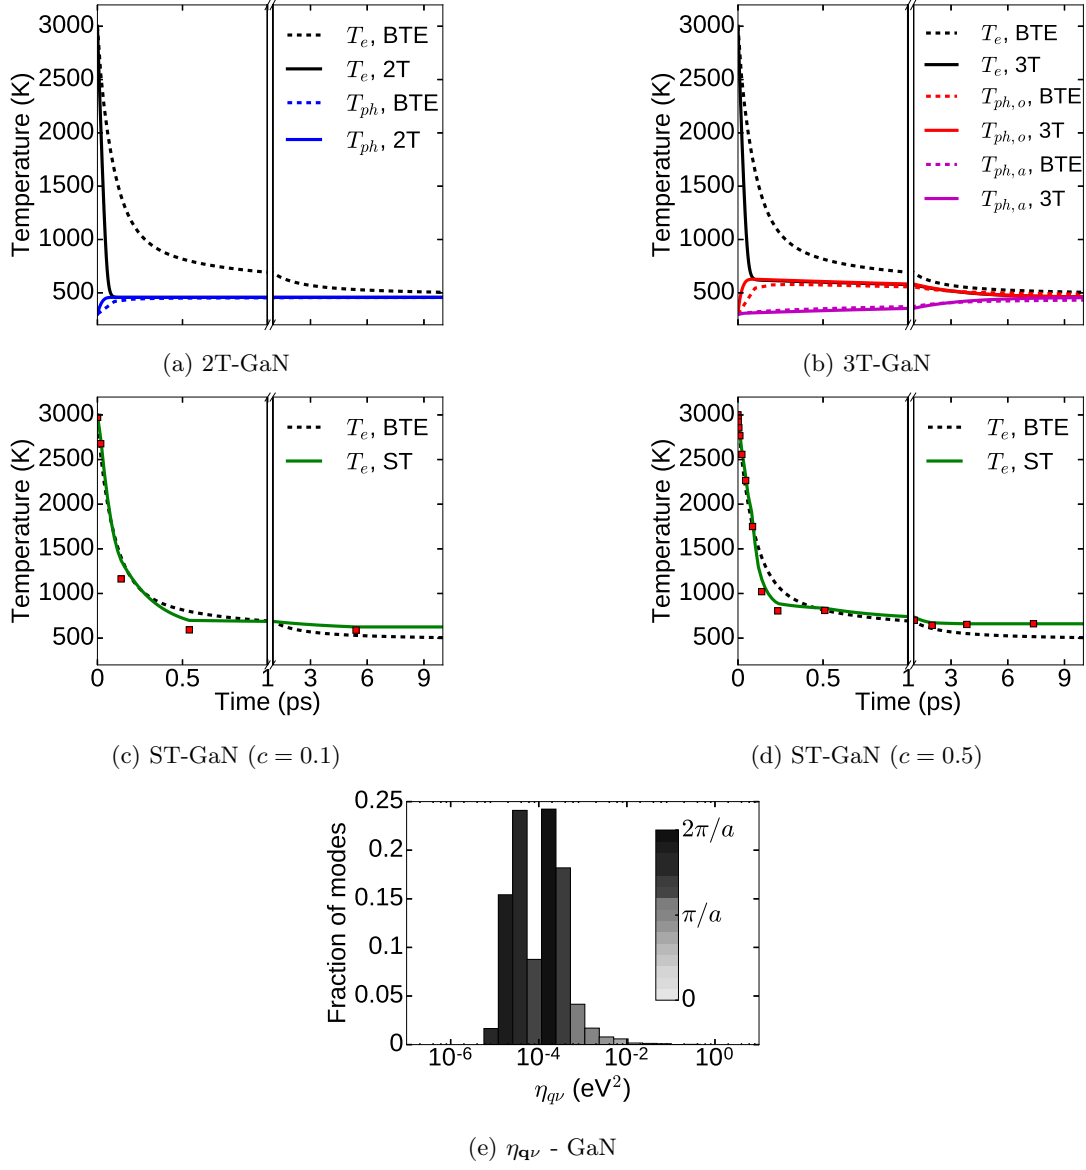 3000
2500
2000
1500
1000
500
Temperature (K)
T_e, BTE
T_e, 2T
T_ph, BTE
T_ph, 2T
(a) 2T-GaN
3000
2500
2000
1500
1000
500
Temperature (K)
T_e, BTE
T_e, 3T
T_ph,o, BTE
T_ph,o, 3T
T_ph,a, BTE
T_ph,a, 3T
(b) 3T-GaN
3000
2500
2000
1500
1000
500
Temperature (K)
T_e, BTE
T_e, ST
0 0.5 1 3 6 9
Time (ps)
(c) ST-GaN (c = 0.1)
3000
2500
2000
1500
1000
500
Temperature (K)
T_e, BTE
T_e, ST
0 0.5 1 3 6 9
Time (ps)
(d) ST-GaN (c = 0.5)
0.25
0.2
0.15
0.1
0.05
0
Fraction of modes
2π/a
π/a
0
10^-6 10^-4 10^-2 10^0
η_qν (eV^2)
(e) η_qν - GaN